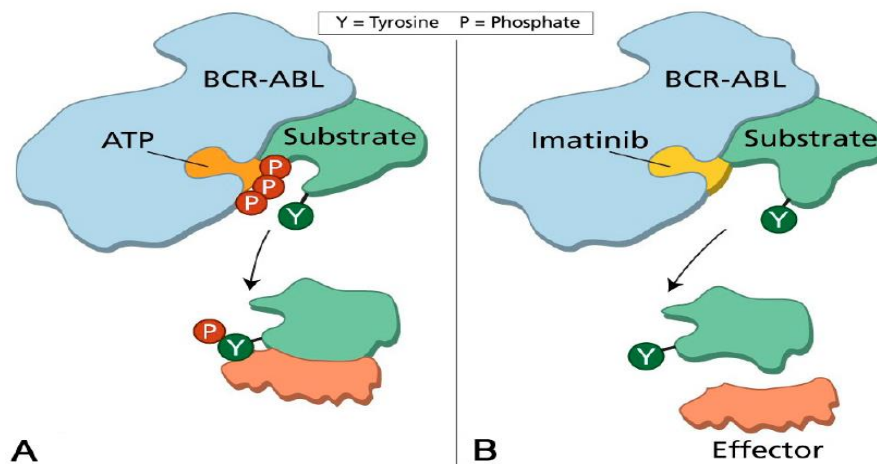 Y = Tyrosine P = Phosphate
BCR-ABL
ATP
Substrate
P
P
P
Y
P
Y
A
BCR-ABL
Imatinib
Substrate
Y
Y
Effector
B